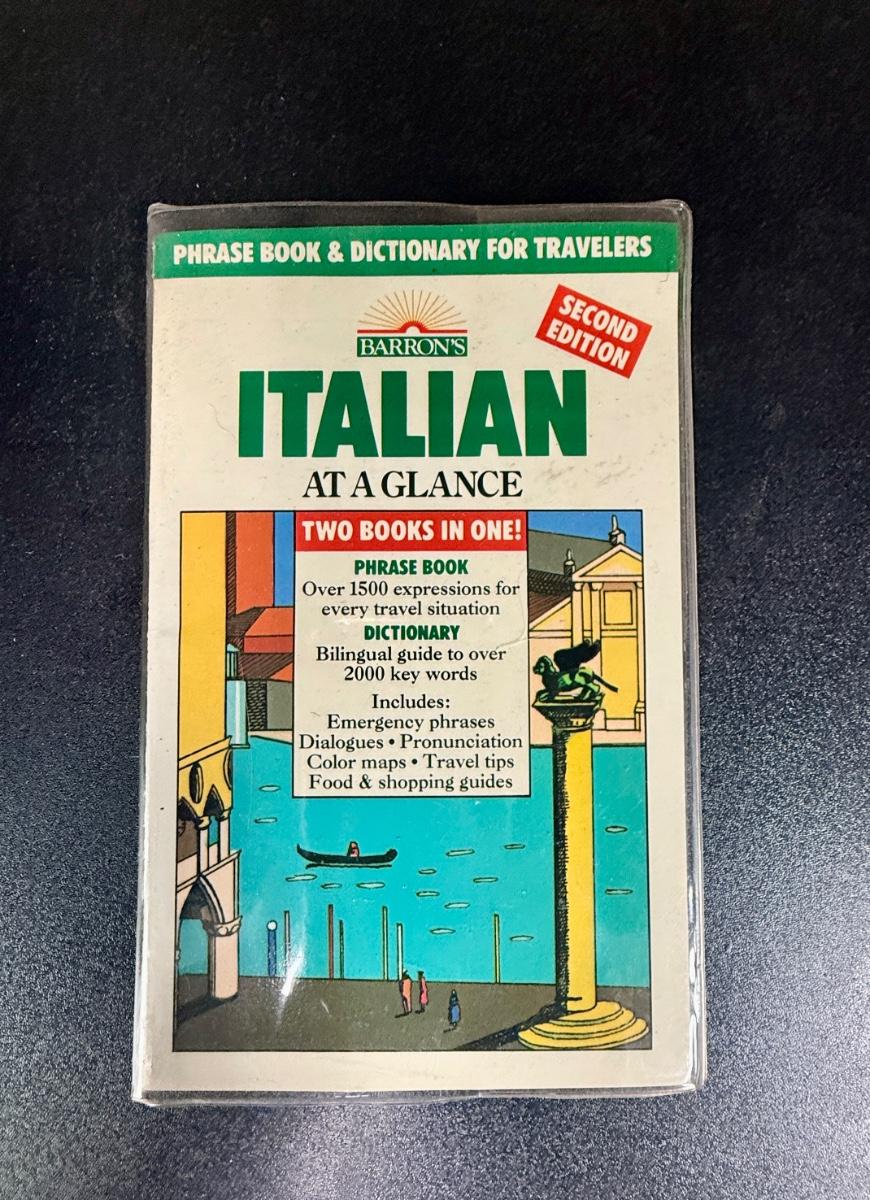 PHRASE BOOK & DICTIONARY FOR TRAVELERS
BARRON'S
SECOND
EDITION
ITALIAN
AT A GLANCE
TWO BOOKS IN ONE!
PHRASE BOOK
Over 1500 expressions for
every travel situation
DICTIONARY
Bilingual guide to over
2000 key words
Includes:
Emergency phrases
Dialogues • Pronunciation
Color maps • Travel tips
Food & shopping guides